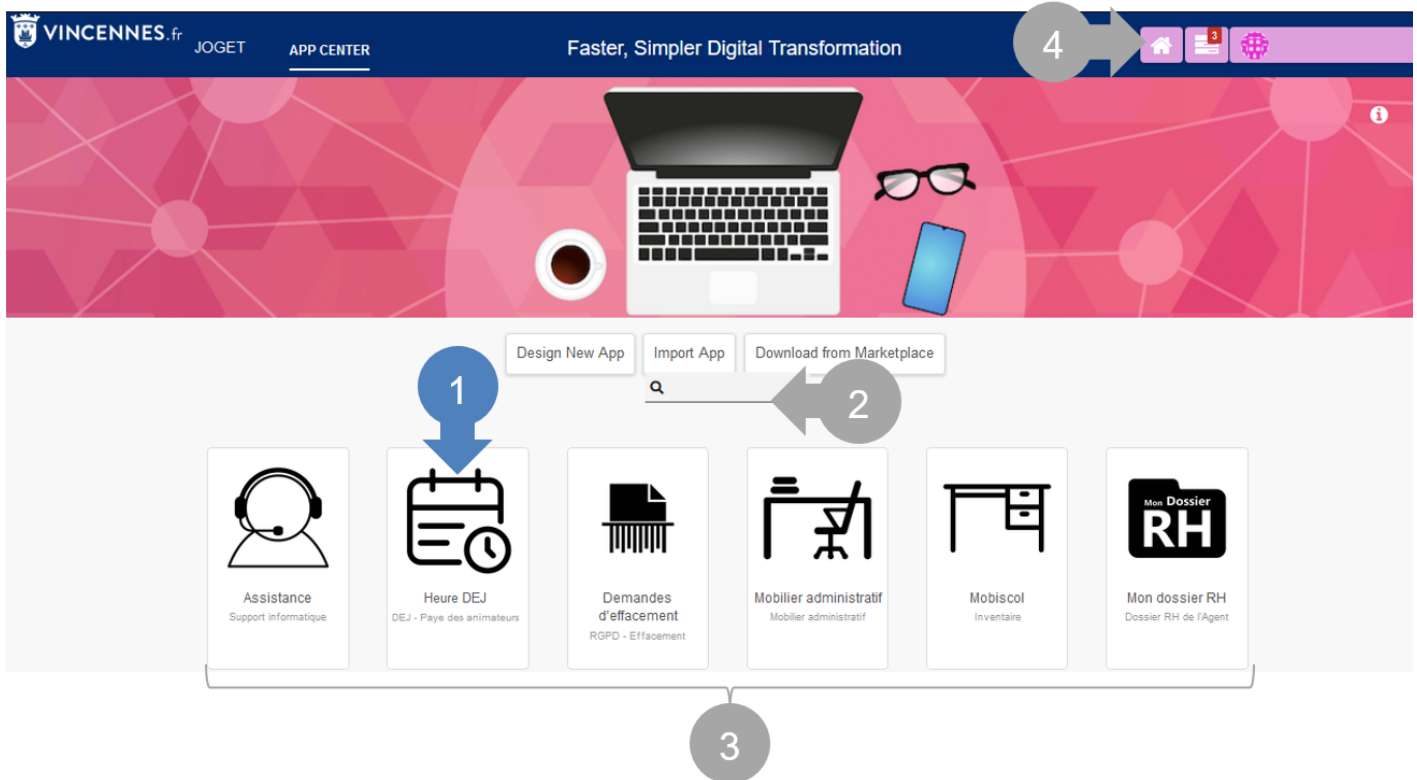 VINCENNES.fr
JOGET
APP CENTER
Faster, Simpler Digital Transformation
4
3
Design New App
Import App
Download from Marketplace
1
2
Mon Dossier
RH
Assistance
Support informatique
Heure DEJ
DEJ - Paye des animateurs
Demandes
d'effacement
RGPD - Effacement
Mobilier administratif
Mobilier administratif
Mobiscol
Inventaire
Mon dossier RH
Dossier RH de l'Agent
3